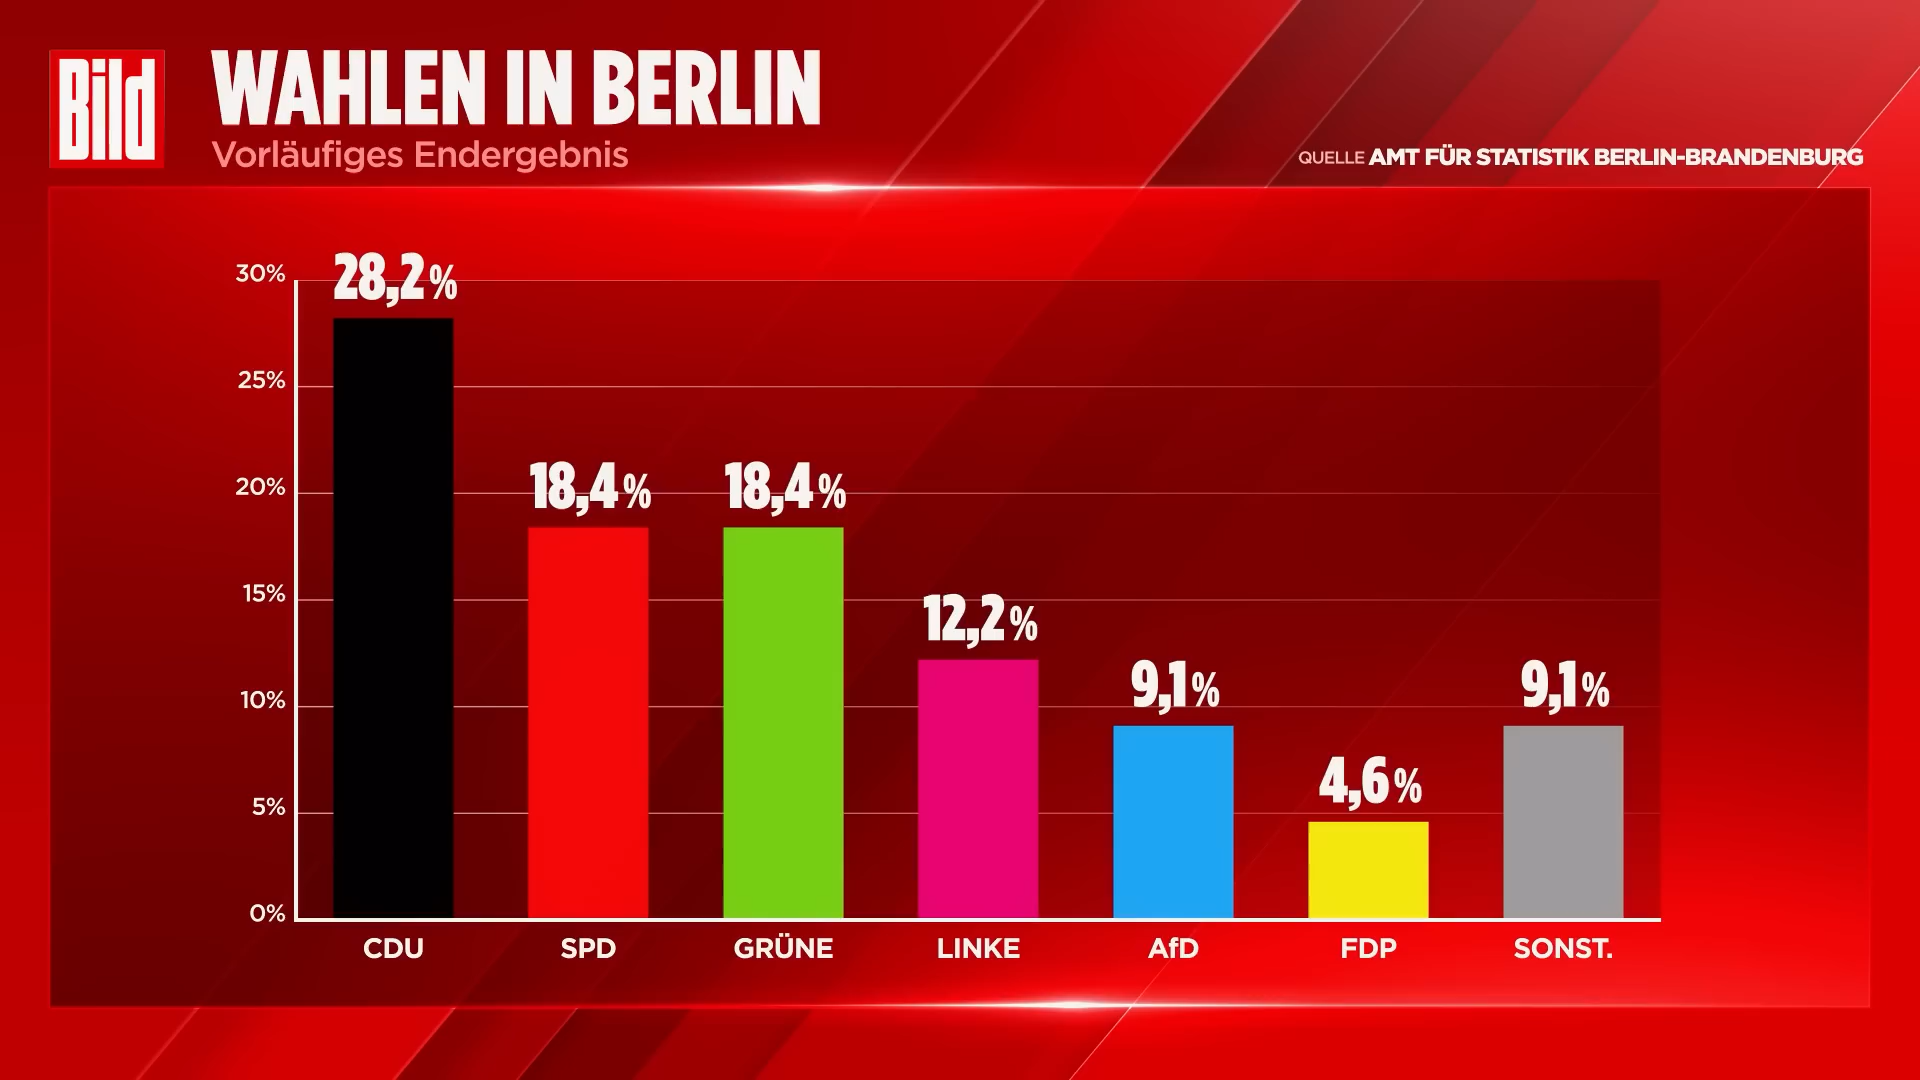 Bild
WAHLEN IN BERLIN
Vorläufiges Endergebnis
QUELLE AMT FÜR STATISTIK BERLIN-BRANDENBURG
30%
25%
20%
15%
10%
5%
0%
28,2%
18,4%
18,4%
12,2%
9,1%
4,6%
9,1%
CDU SPD GRÜNE LINKE AfD FDP SONST.